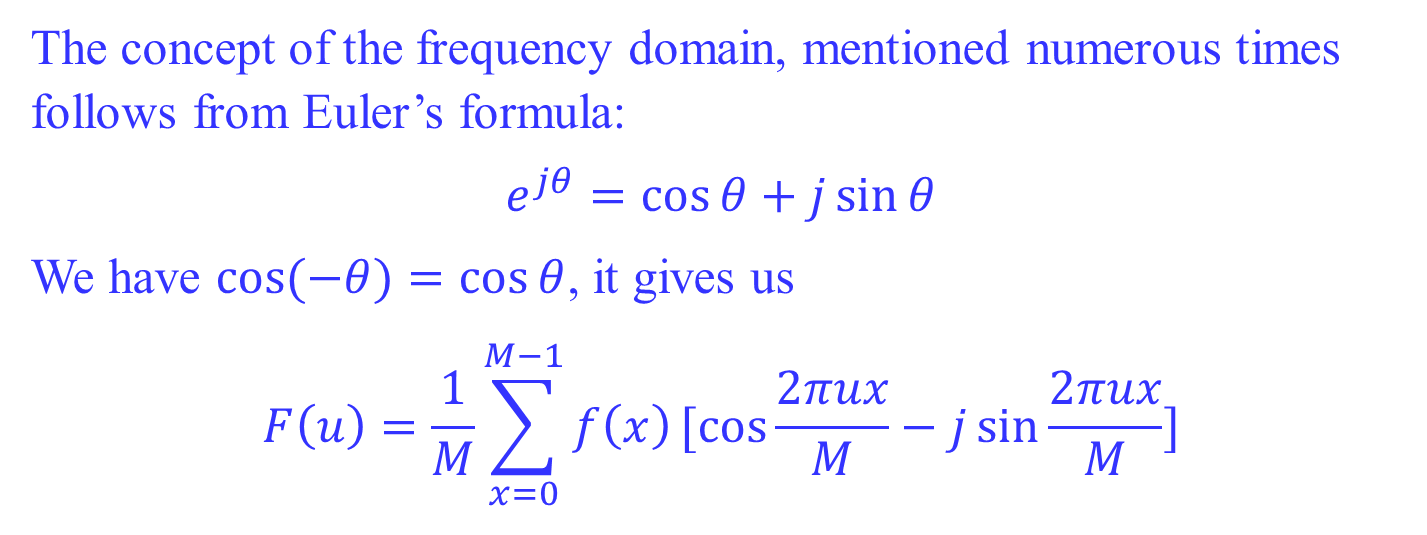 The concept of the frequency domain, mentioned numerous times
follows from Euler’s formula:
e^{jθ} = cos θ + j sin θ
We have cos(−θ) = cos θ, it gives us
F(u) = \frac{1}{M} \sum_{x=0}^{M−1} f(x) [cos \frac{2πux}{M} − j sin \frac{2πux}{M}]